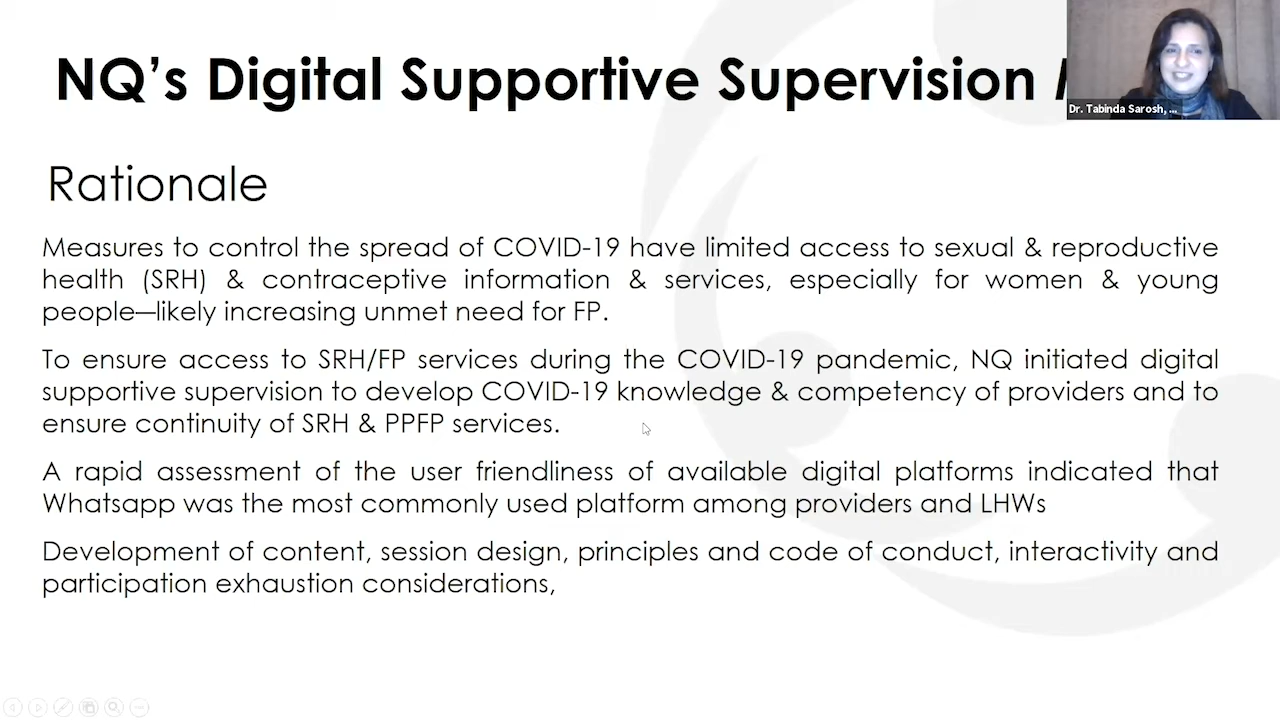 NQ's Digital Supportive Supervision
Dr. Tabinda Sarosh, ...
Rationale
Measures to control the spread of COVID-19 have limited access to sexual & reproductive
health (SRH) & contraceptive information & services, especially for women & young
people—likely increasing unmet need for FP.
To ensure access to SRH/FP services during the COVID-19 pandemic, NQ initiated digital
supportive supervision to develop COVID-19 knowledge & competency of providers and to
ensure continuity of SRH & PPFP services.
A rapid assessment of the user friendliness of available digital platforms indicated that
Whatsapp was the most commonly used platform among providers and LHWs
Development of content, session design, principles and code of conduct, interactivity and
participation exhaustion considerations,